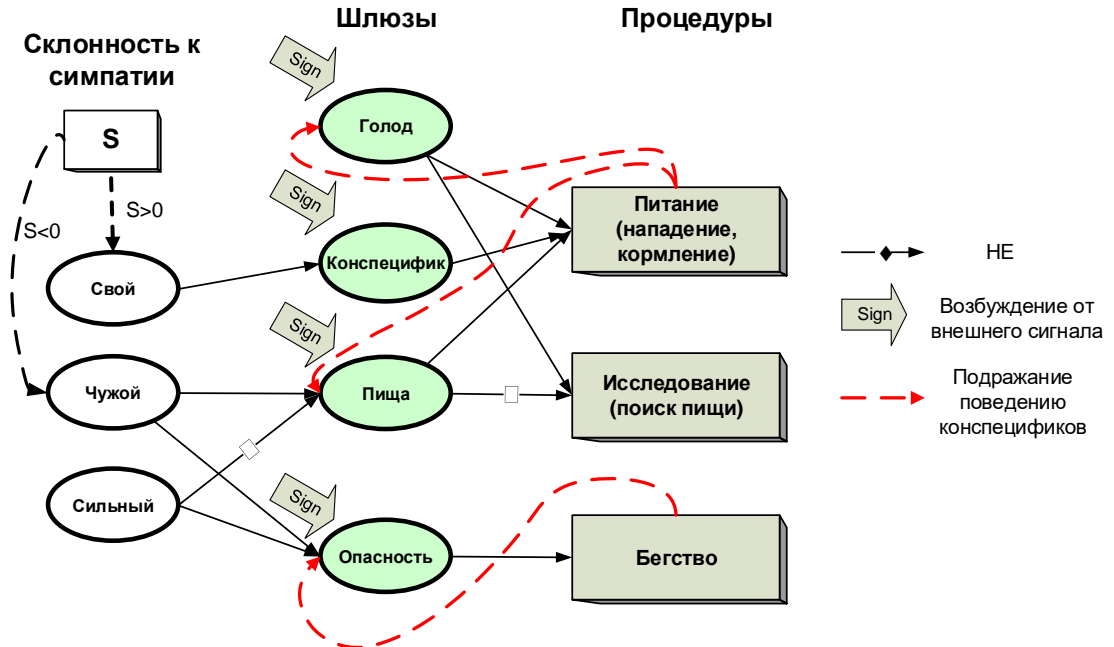 Шлюзы
Процедуры
Склонность к
симпатии
S
S<0
S>0
Sign
Голод
Sign
Конспецифик
Свой
Sign
Чужой
Пища
Сильный
Sign
Опасность
Питание
(нападение,
кормление)
Исследование
(поиск пищи)
Бегство
НЕ
Sign
Возбуждение от
внешнего сигнала
Подражание
поведению
конспецификов